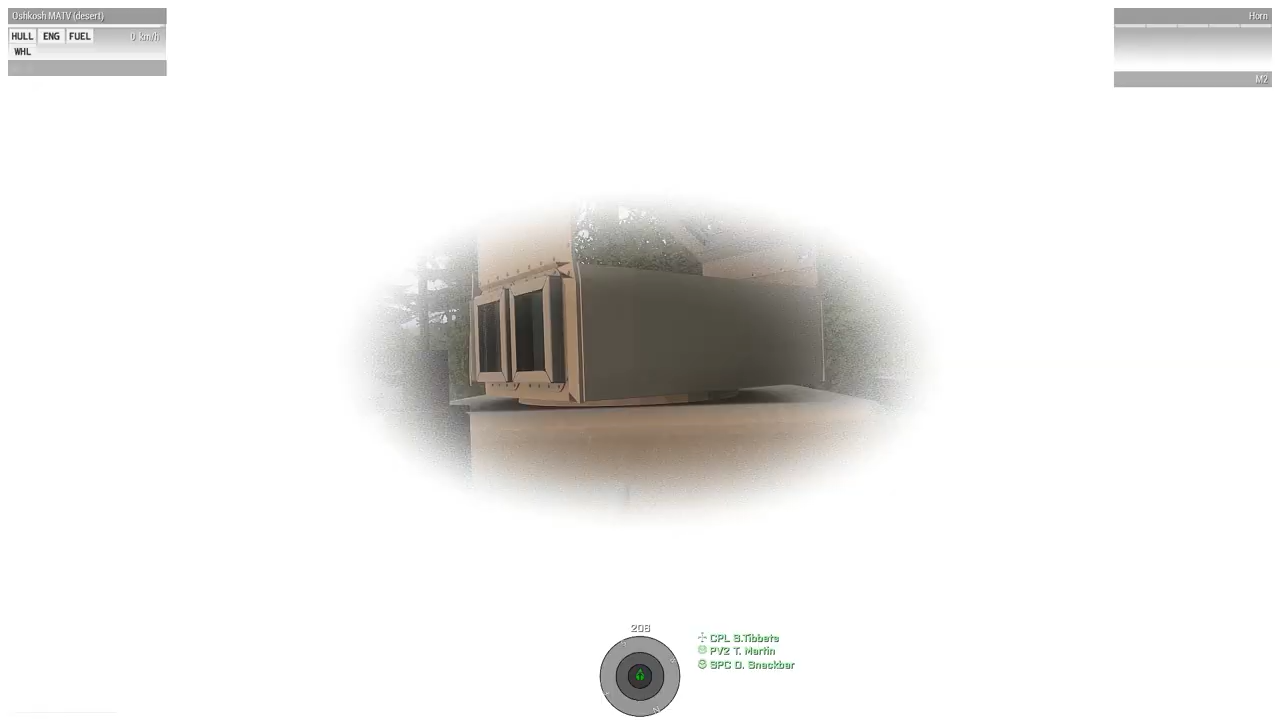 Oshkosh MATV (desert)
HULL ENG FUEL 0 km/h
WHL
Horn
M2
208
CPL B.Tibbets
PV2 T. Martin
SPC D. Snackbar
N